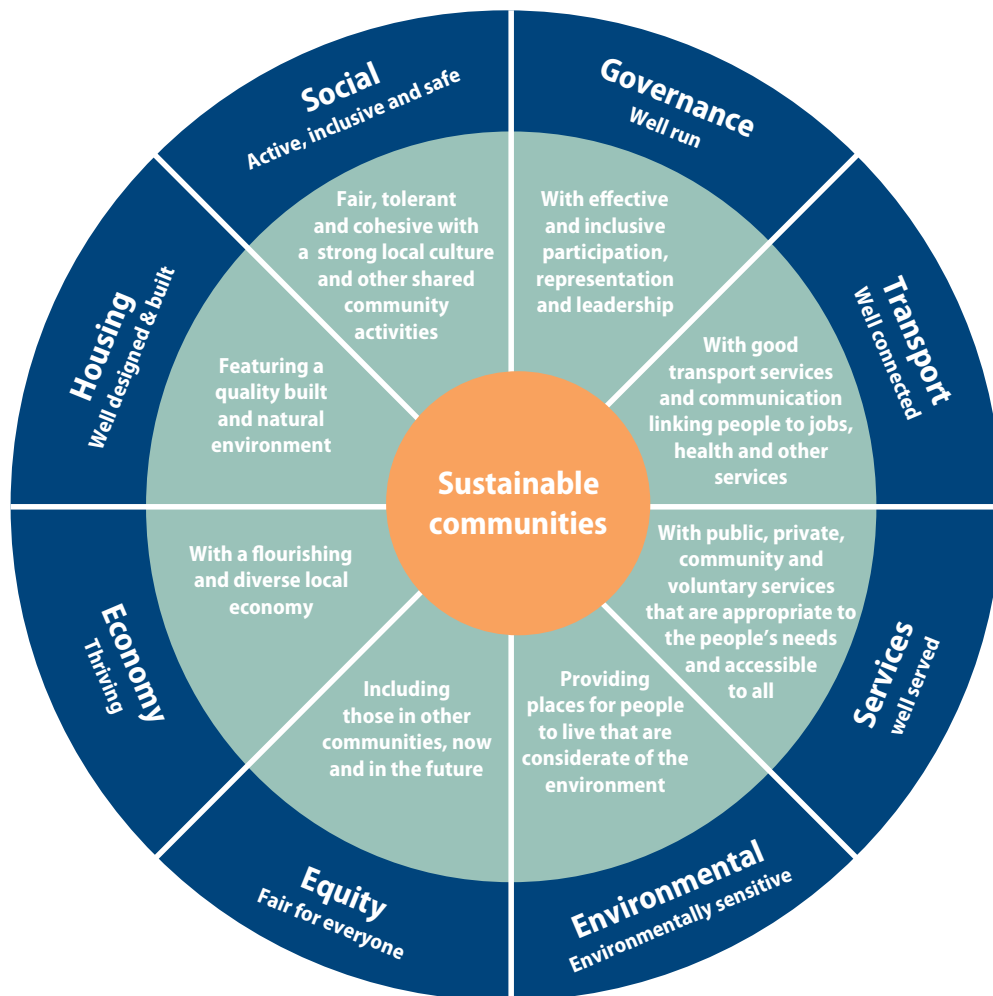 Social
Active, inclusive and safe
Fair, tolerant
and cohesive with
a strong local culture
and other shared
community
activities
Governance
Well run
With effective
and inclusive
participation,
representation
and leadership
Transport
Well connected
With good
transport services
and communication
linking people to jobs,
health and other
services
Services
well served
With public, private,
community and
voluntary services
that are appropriate to
the people’s needs
and accessible
to all
Environmental
Environmentally sensitive
Providing
places for people
to live that are
considerate of the
environment
Equity
Fair for everyone
Including
those in other
communities, now
and in the future
Economy
Thriving
With a flourishing
and diverse local
economy
Housing
Well designed & built
Featuring a
quality built
and natural
environment
Sustainable
communities